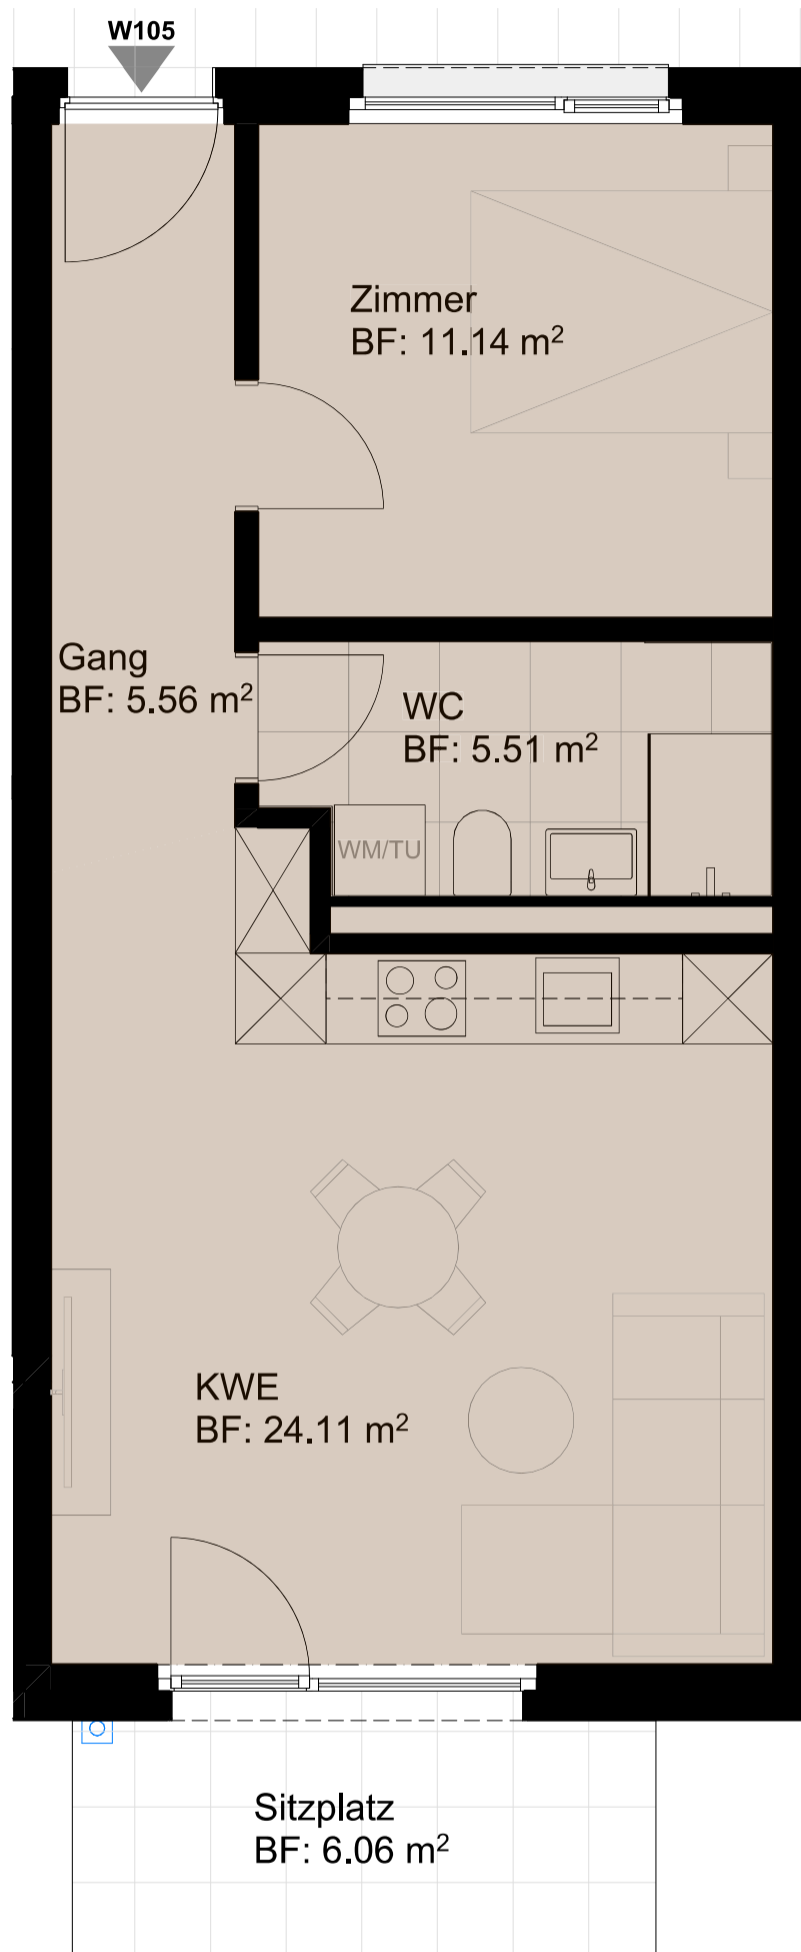 W105
Zimmer
BF: 11.14 m²
Gang
BF: 5.56 m²
WC
BF: 5.51 m²
WM/TU
KWE
BF: 24.11 m²
Sitzplatz
BF: 6.06 m²